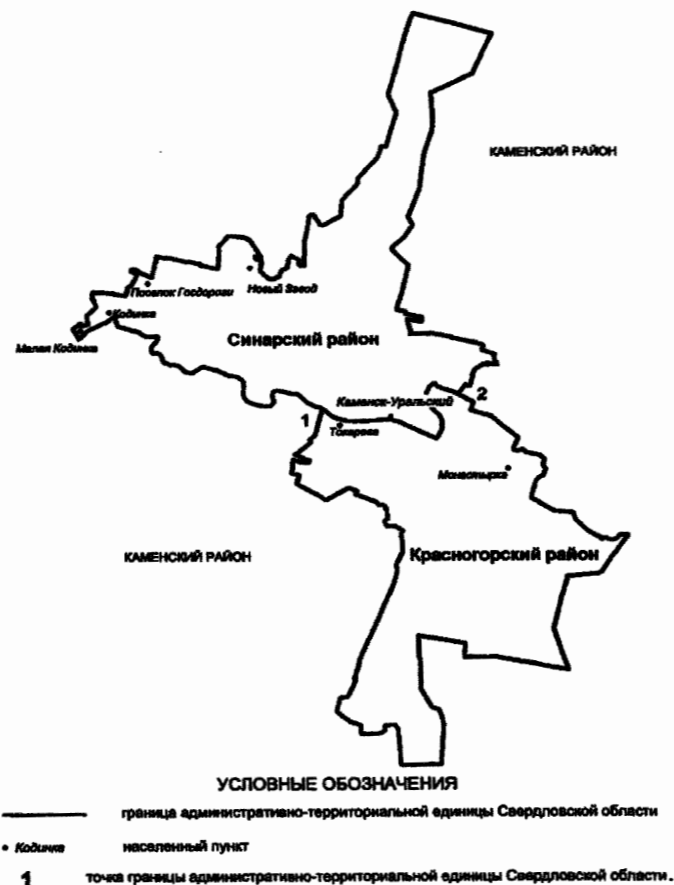 КАМЕНСКИЙ РАЙОН
Поселок Госдороги
Новый Завод
Кодинка
Малая Кодинка
Синарский район
Каменск-Уральский
2
1
Токарева
Монастырка
КАМЕНСКИЙ РАЙОН
Красногорский район
УСЛОВНЫЕ ОБОЗНАЧЕНИЯ
граница административно-территориальной единицы Свердловской области
Кодинка населенный пункт
1 точка границы административно-территориальной единицы Свердловской области.